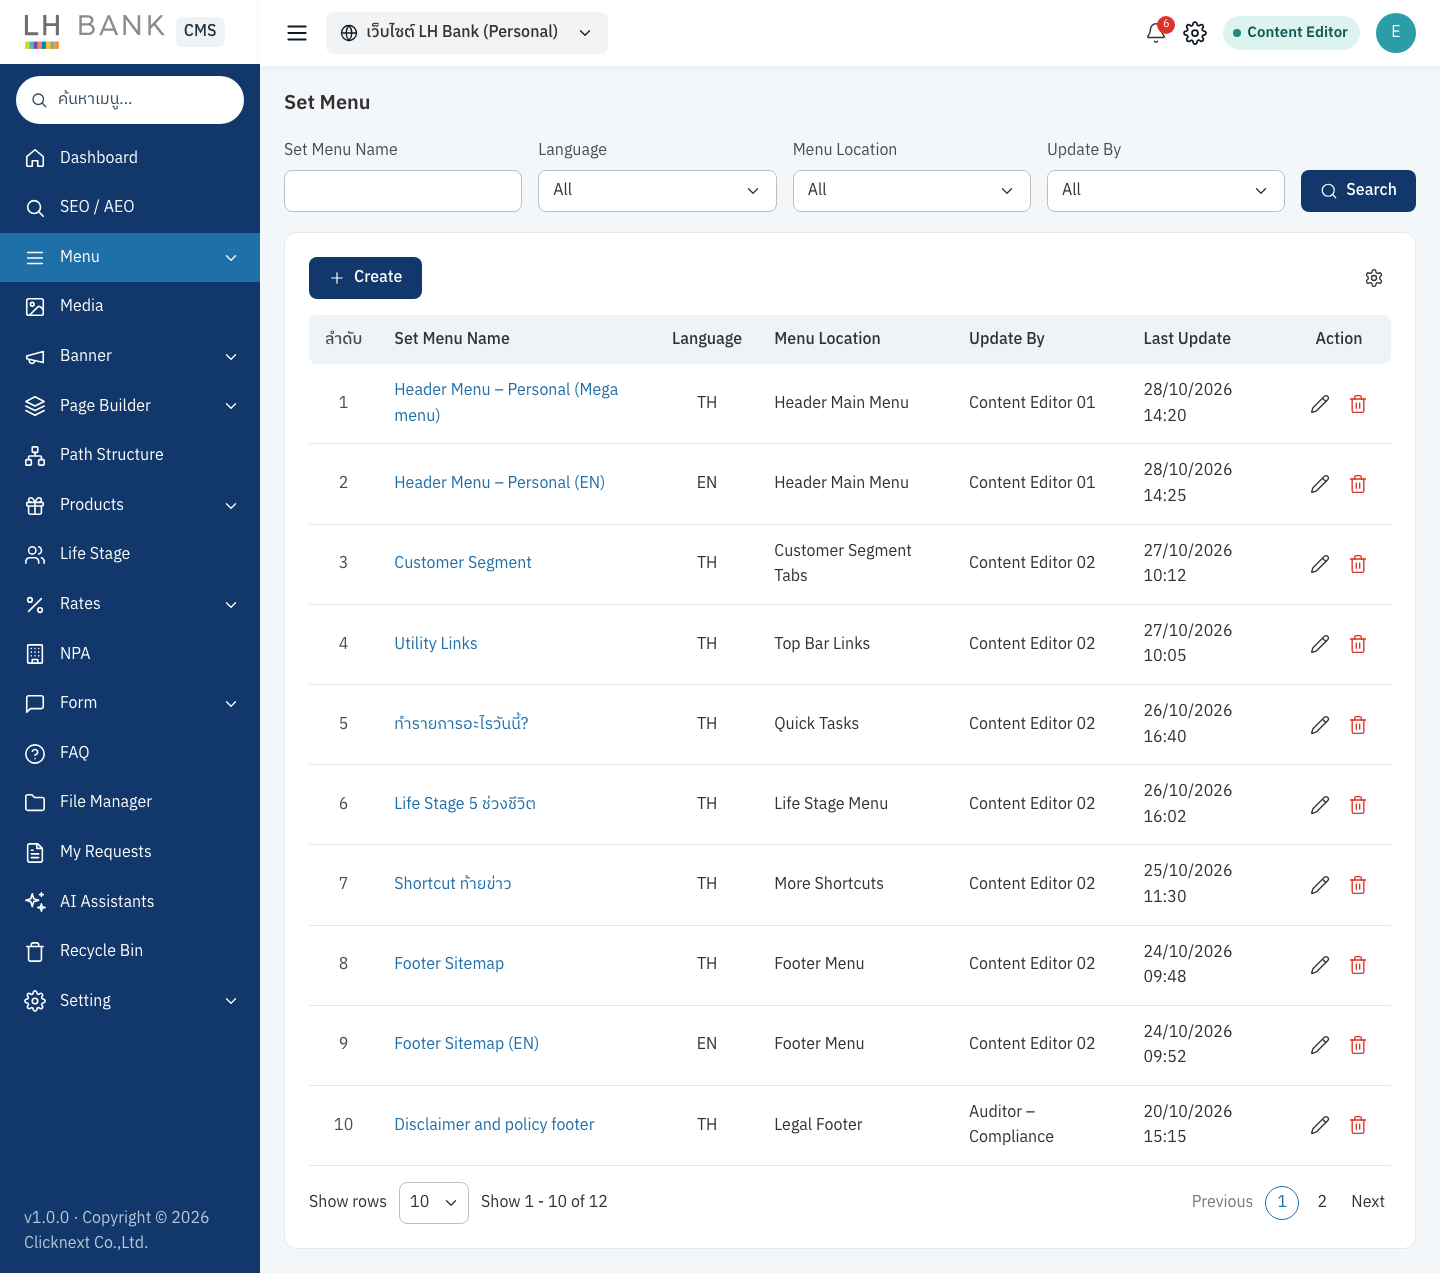 LH BANK CMS
เว็บไซต์ LH Bank (Personal)
6
Content Editor
E
ค้นหาเมนู...
Dashboard
SEO / AEO
Menu
Media
Banner
Page Builder
Path Structure
Products
Life Stage
Rates
NPA
Form
FAQ
File Manager
My Requests
AI Assistants
Recycle Bin
Setting
v1.0.0 · Copyright © 2026
Clicknext Co.,Ltd.
Set Menu
Set Menu Name Language Menu Location Update By
All All All Search
Create
ลำดับ Set Menu Name Language Menu Location Update By Last Update Action
1 Header Menu – Personal (Mega menu) TH Header Main Menu Content Editor 01 28/10/2026 14:20
2 Header Menu – Personal (EN) EN Header Main Menu Content Editor 01 28/10/2026 14:25
3 Customer Segment TH Customer Segment Tabs Content Editor 02 27/10/2026 10:12
4 Utility Links TH Top Bar Links Content Editor 02 27/10/2026 10:05
5 ทำรายการอะไรวันนี้? TH Quick Tasks Content Editor 02 26/10/2026 16:40
6 Life Stage 5 ช่วงชีวิต TH Life Stage Menu Content Editor 02 26/10/2026 16:02
7 Shortcut ท้ายข่าว TH More Shortcuts Content Editor 02 25/10/2026 11:30
8 Footer Sitemap TH Footer Menu Content Editor 02 24/10/2026 09:48
9 Footer Sitemap (EN) EN Footer Menu Content Editor 02 24/10/2026 09:52
10 Disclaimer and policy footer TH Legal Footer Auditor – Compliance 20/10/2026 15:15
Show rows 10 Show 1 - 10 of 12 Previous 1 2 Next